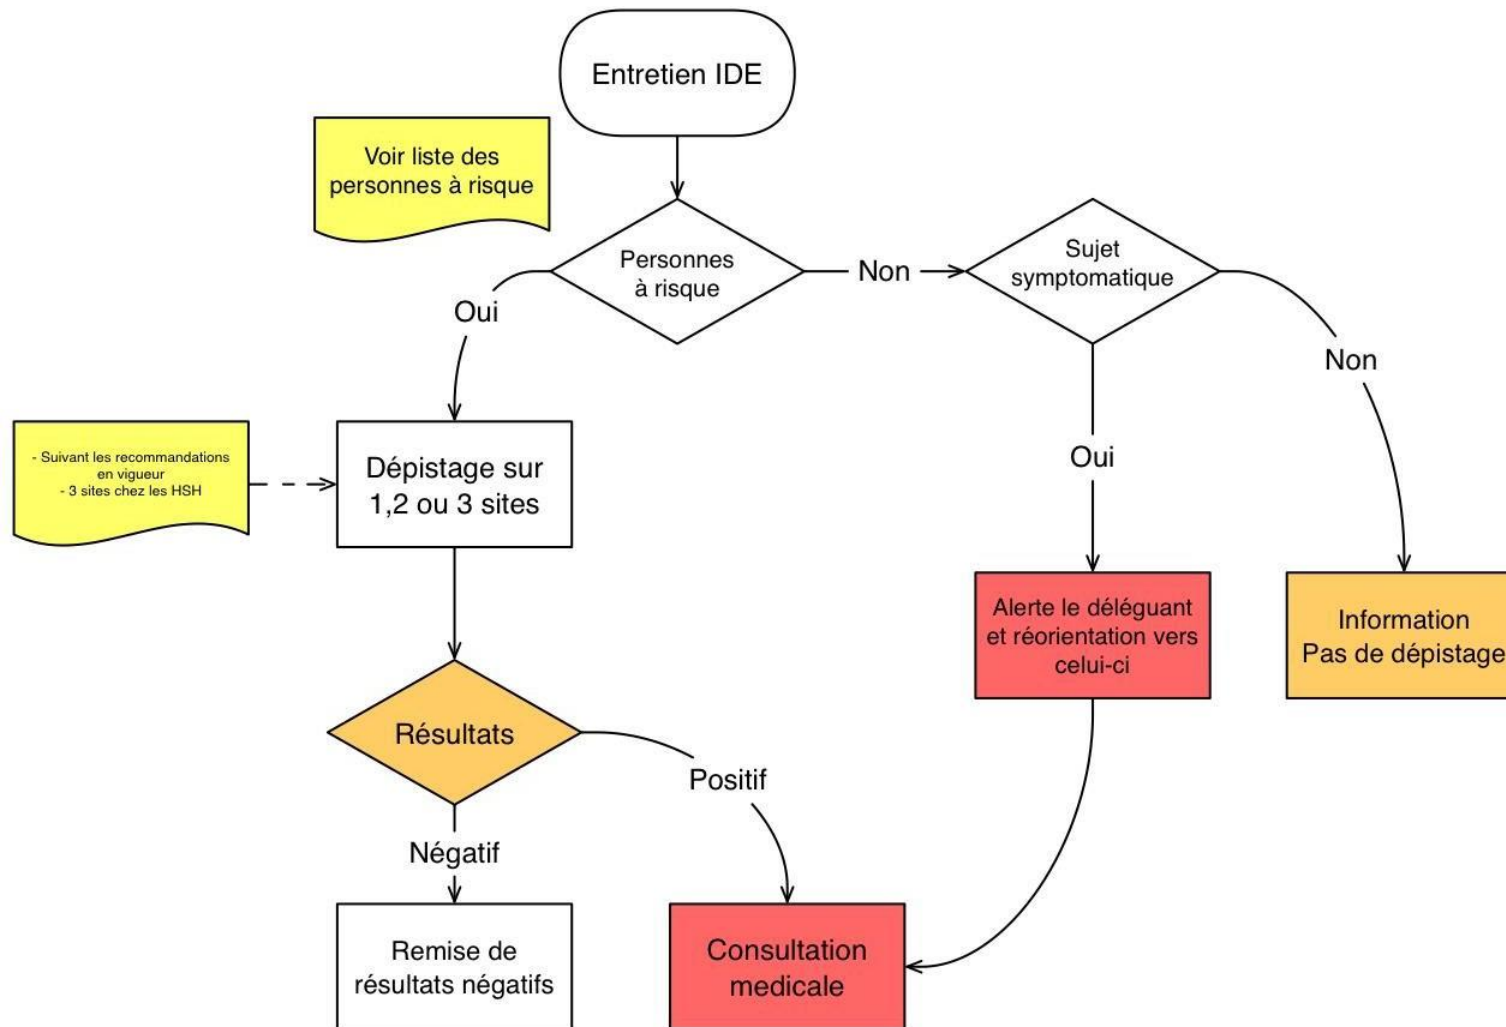 Entretien IDE
Voir liste des
personnes à risque
Personnes
à risque
Non
Sujet
symptomatique
Oui
Non
- Suivant les recommandations
en vigueur
- 3 sites chez les HSH
Dépistage sur
1,2 ou 3 sites
Oui
Alerte le déléguant
et réorientation vers
celui-ci
Information
Pas de dépistage
Résultats
Positif
Négatif
Remise de
résultats négatifs
Consultation
medicale